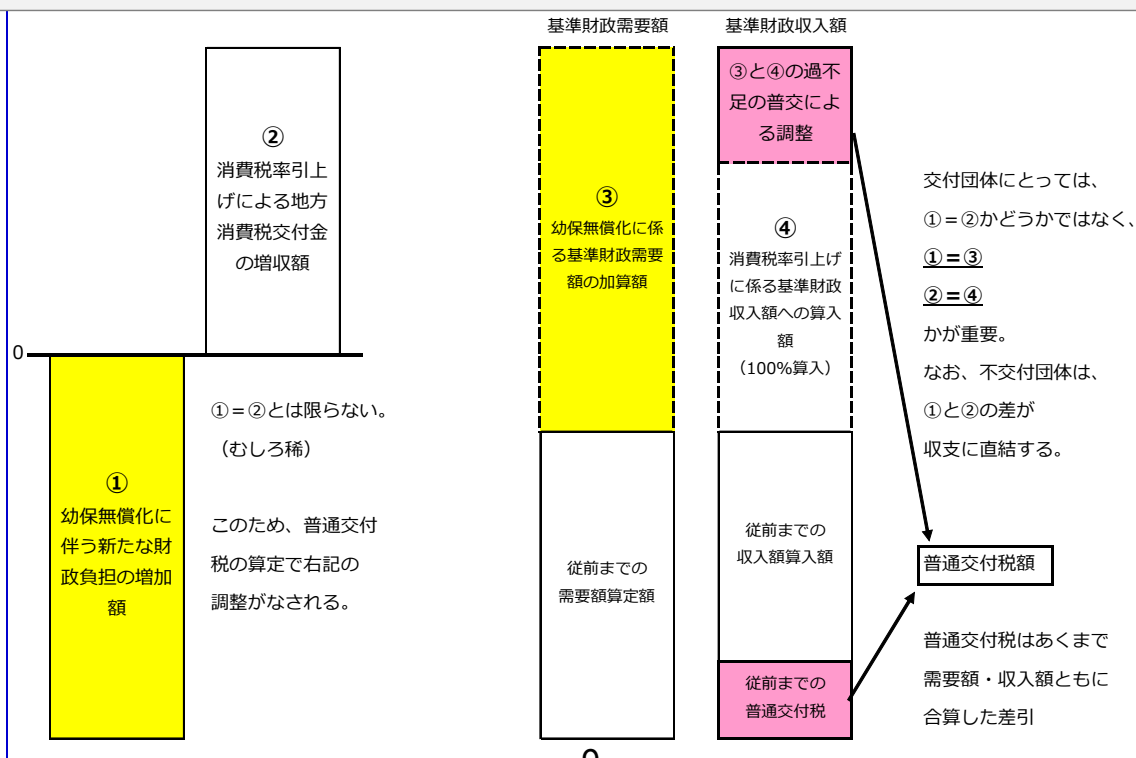 ②
消費税率引上
げによる地方
消費税交付金
の増収額
0
①
幼保無償化に
伴う新たな財
政負担の増加
額
①=②とは限らない。
(むしろ稀)
このため、普通交付
税の算定で右記の
調整がなされる。
基準財政需要額
③
幼保無償化に係
る基準財政需要
額の加算額
従前までの
需要額算定額
基準財政収入額
③と④の過不
足の普交によ
る調整
④
消費税率引上げ
に係る基準財政
収入額への算入
額
(100%算入)
従前までの
収入額算入額
従前までの
普通交付税
交付団体にとっては、
①=②かどうかではなく、
①=③
②=④
かが重要。
なお、不交付団体は、
①と②の差が
収支に直結する。
普通交付税額
普通交付税はあくまで
需要額・収入額ともに
合算した差引